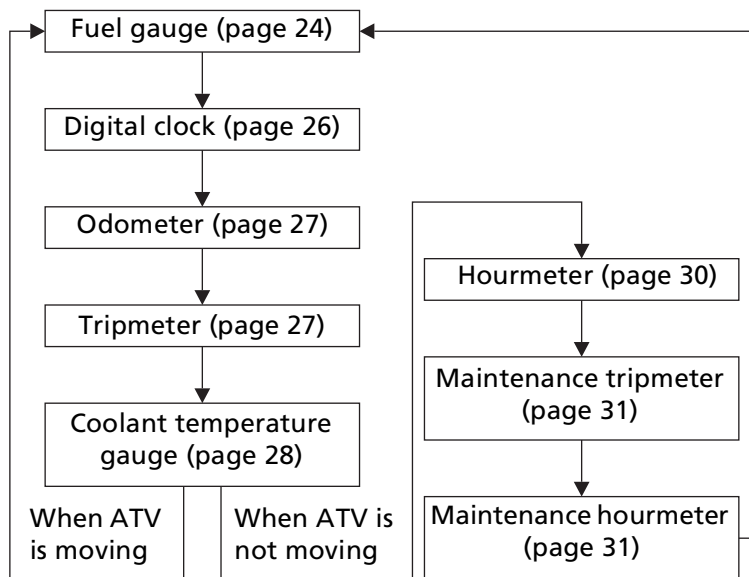 Fuel gauge (page 24)
Digital clock (page 26)
Odometer (page 27)
Tripmeter (page 27)
Coolant temperature
gauge (page 28)
When ATV
is moving
When ATV is
not moving
Hourmeter (page 30)
Maintenance tripmeter
(page 31)
Maintenance hourmeter
(page 31)